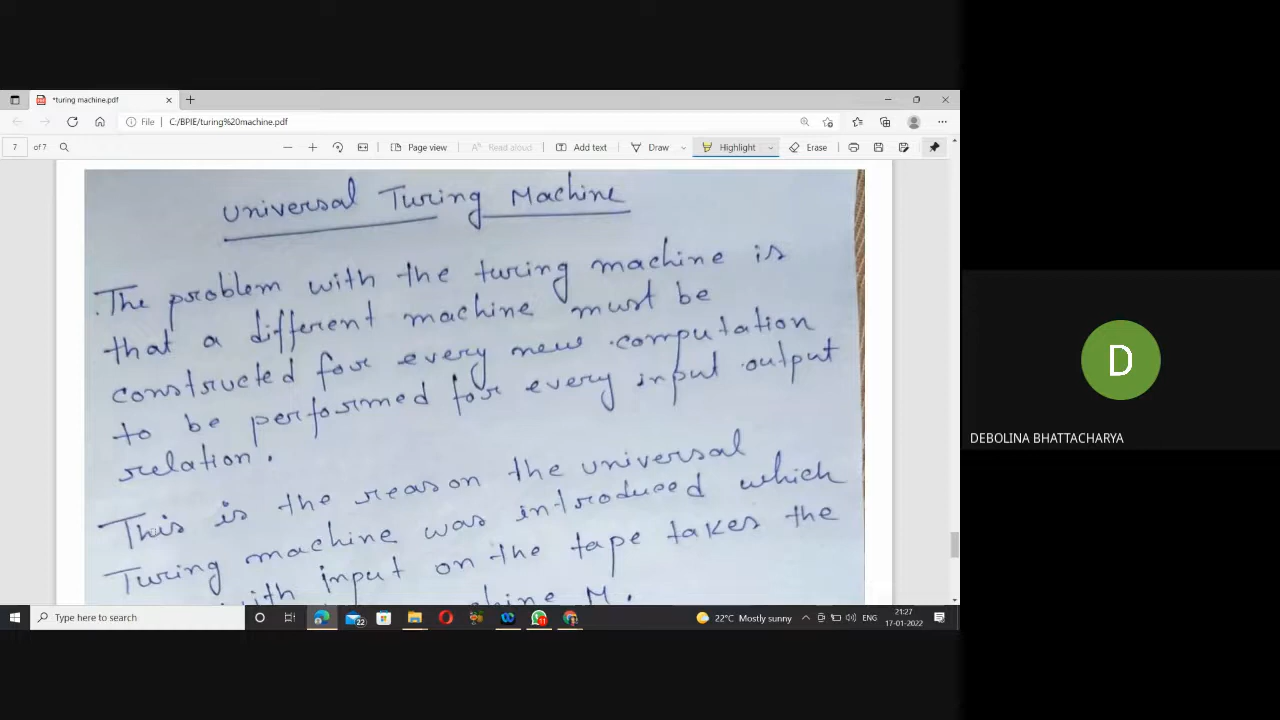 *turing machine.pdf
File | C:/BPIE/turing%20machine.pdf
7 of 7
Page view
Read aloud
Add text
Draw
Highlight
Erase
Universal Turing Machine
The problem with the turing machine is
that a different machine must be
constructed for every new computation
to be performed for every input output
relation.
This is the reason the universal
Turing machine was introduced which
with input on the tape takes the
M.
D
DEBOLINA BHATTACHARYA
Type here to search
22
11
22°C Mostly sunny
ENG
21:27
17-01-2022